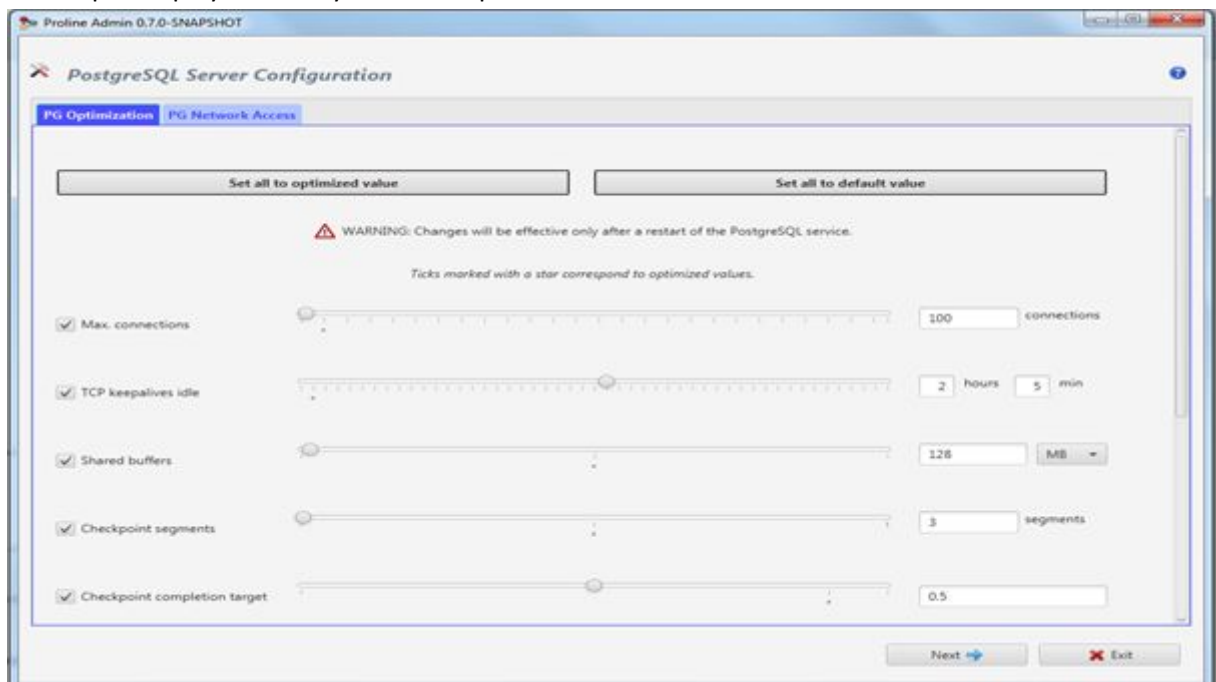 Proline Admin 0.7.0-SNAPSHOT
PostgreSQL Server Configuration
PG Optimization PG Network Access
Set all to optimized value Set all to default value
WARNING: Changes will be effective only after a restart of the PostgreSQL service.
Ticks marked with a star correspond to optimized values.
Max. connections 100 connections
TCP keepalives idle 2 hours 5 min
Shared buffers 128 MB
Checkpoint segments 3 segments
Checkpoint completion target 0.5
Next Exit